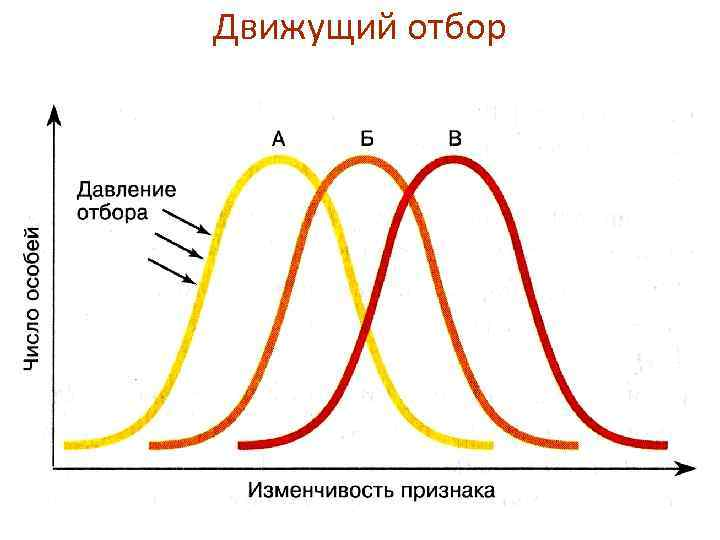 Движущий отбор
А
Б
В
Давление
отбора
Число особей
Изменчивость признака